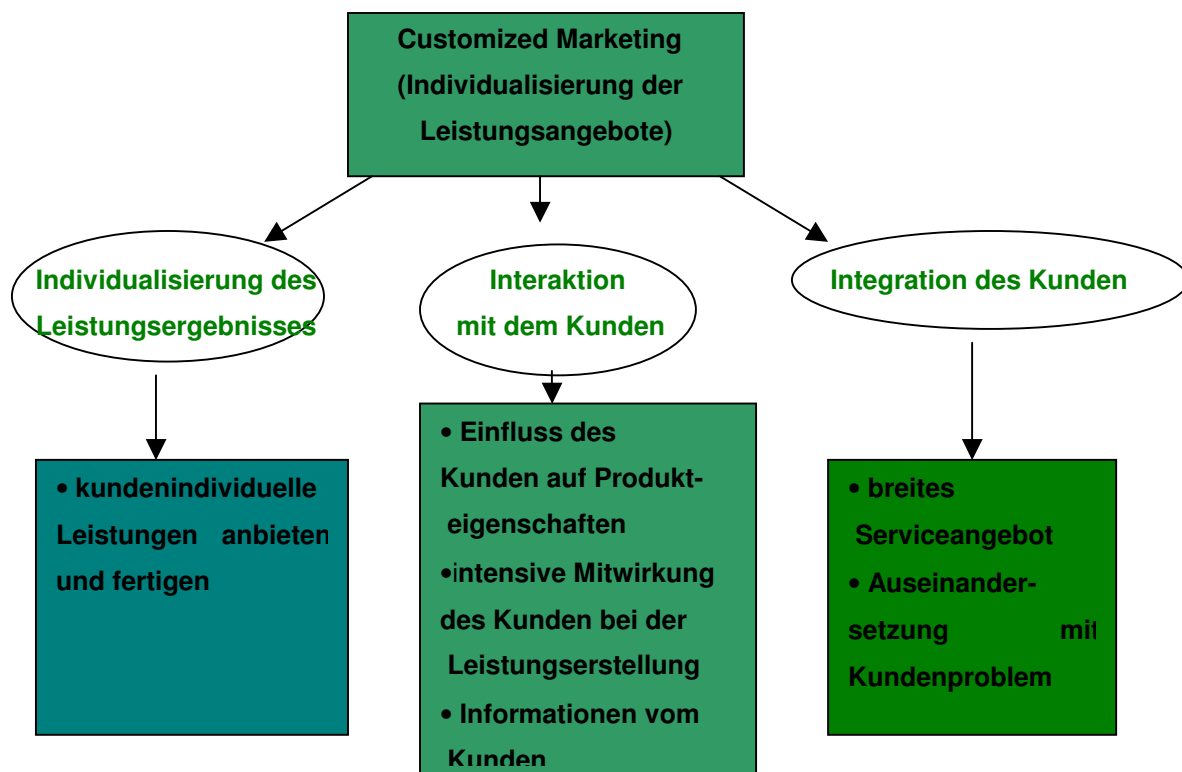 Customized Marketing
(Individualisierung der
Leistungsangebote)
Individualisierung des
Leistungsergebnisses
Interaktion
mit dem Kunden
Integration des Kunden
• kundenindividuelle
Leistungen anbieten
und fertigen
• Einfluss des
Kunden auf Produkt-
eigenschaften
•intensive Mitwirkung
des Kunden bei der
Leistungserstellung
• Informationen vom
Kunden
• breites
Serviceangebot
• Auseinander-
setzung mit
Kundenproblem